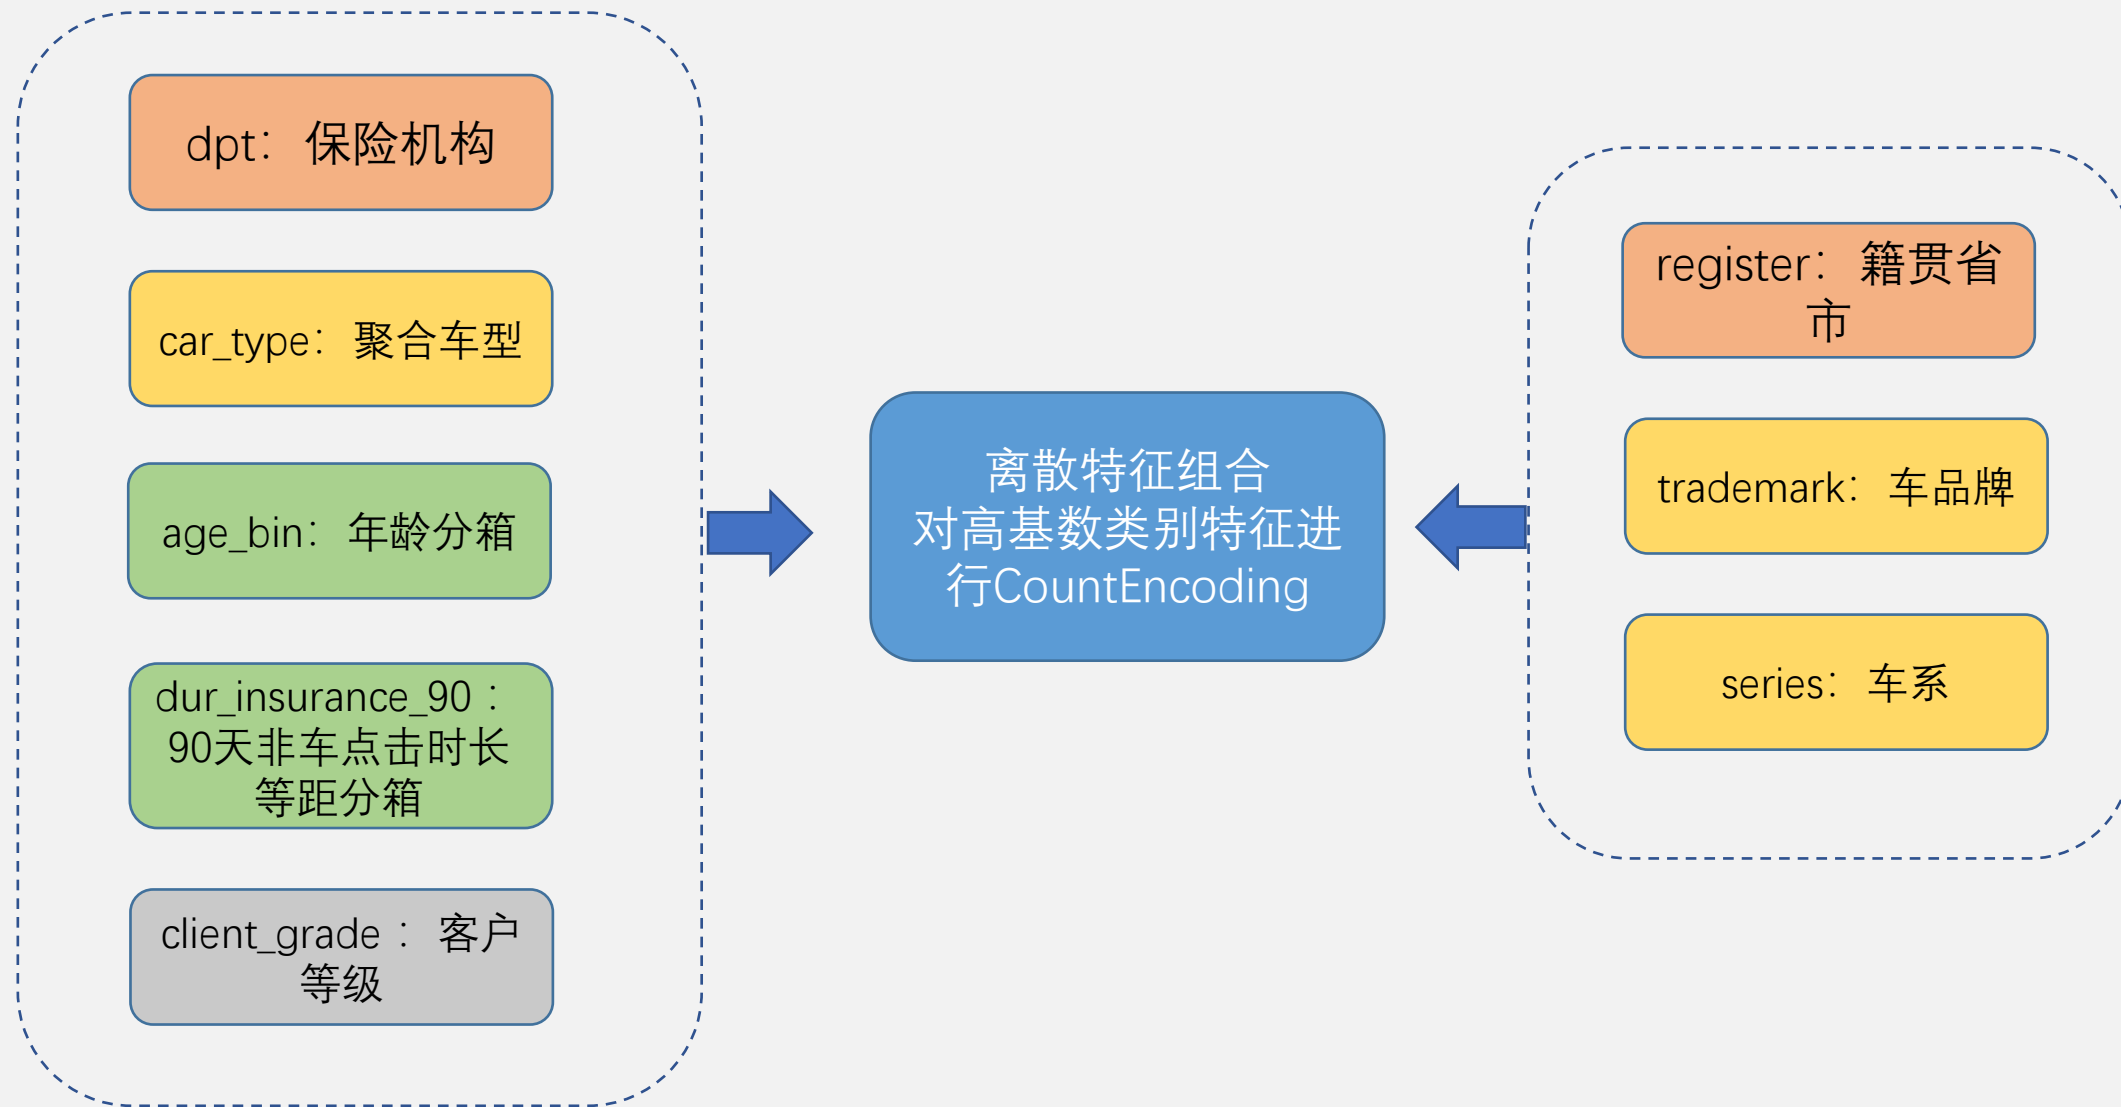 dpt：保险机构
car_type：聚合车型
age_bin：年龄分箱
dur_insurance_90：
90天非车点击时长
等距分箱
client_grade：客户
等级
离散特征组合
对高基数类别特征进
行CountEncoding
register：籍贯省
市
trademark：车品牌
series：车系